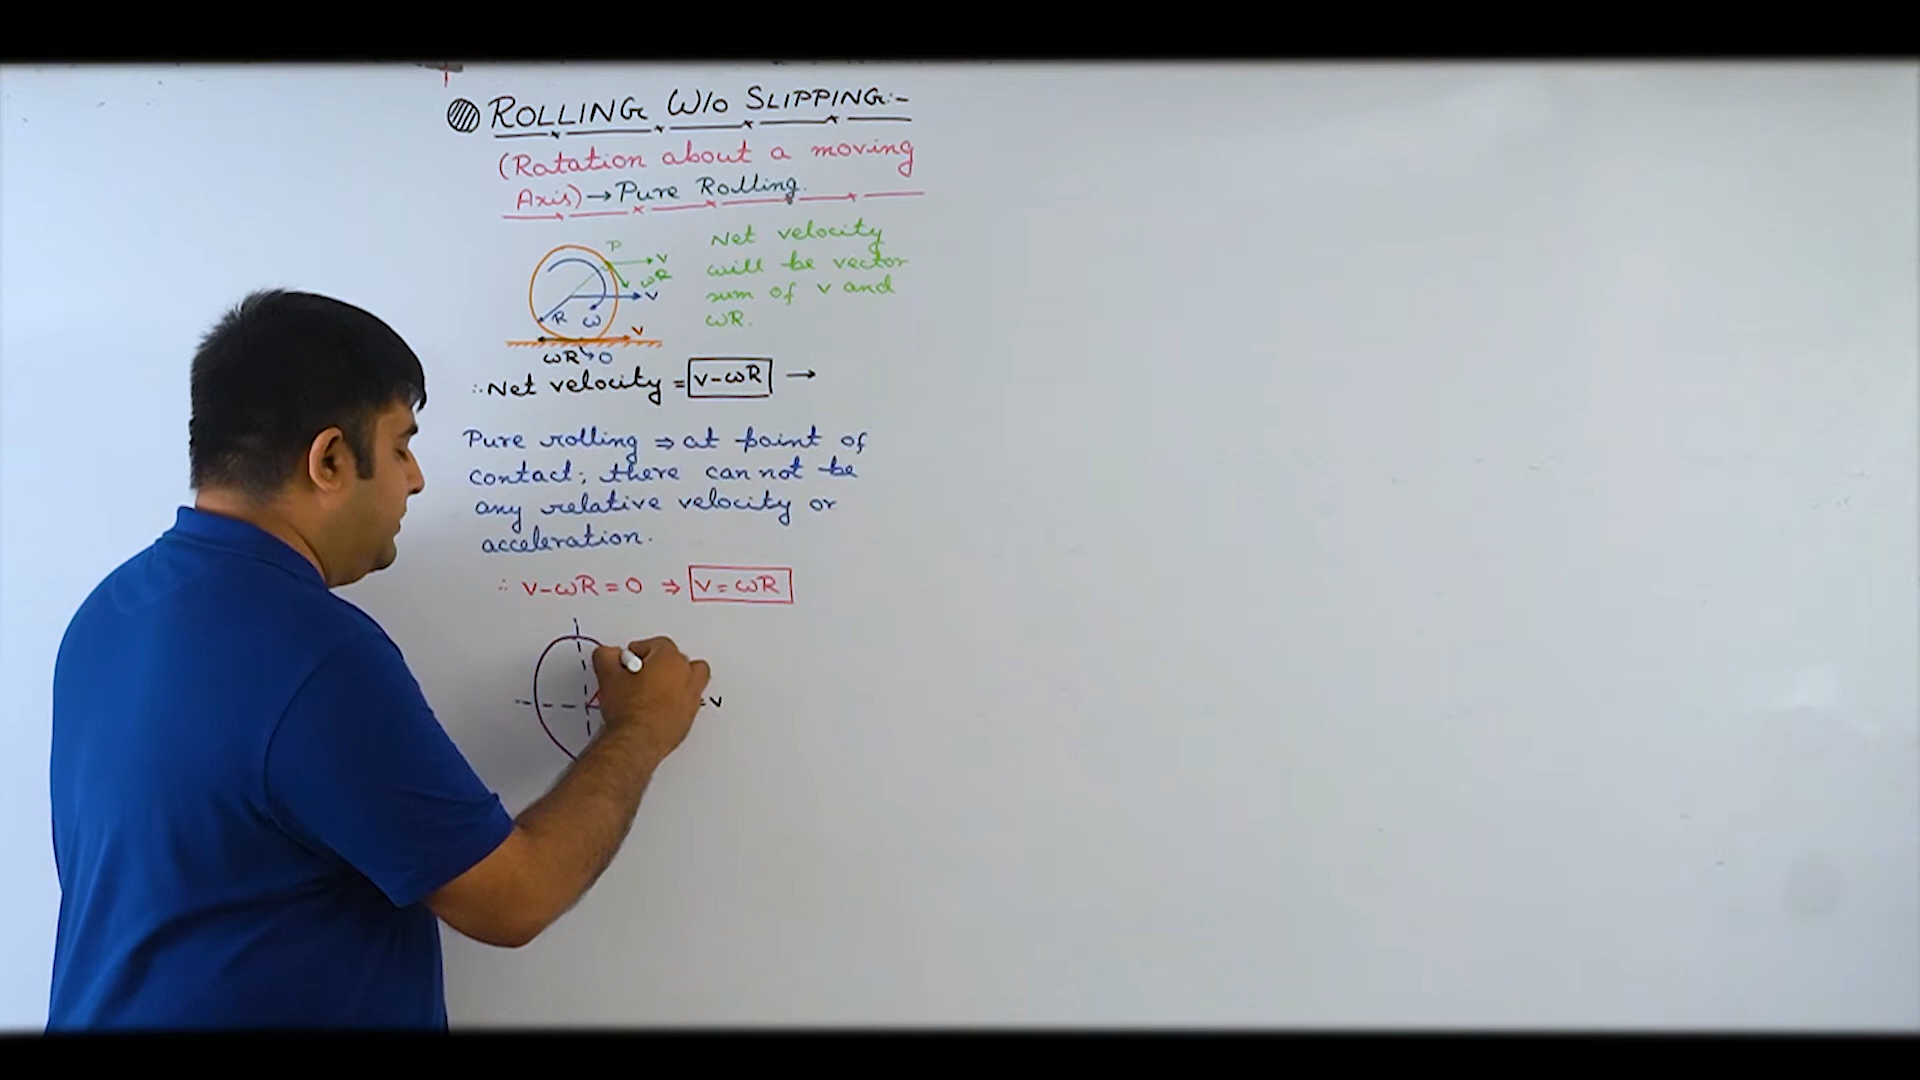 ROLLING W/o SLIPPING:-
(Rotation about a moving
Axis) → Pure Rolling.
P
V
ωR
V
R
ω
V
ωR
0
Net velocity
will be vector
sum of v and
ωR.
∴ Net velocity = V-ωR →
Pure rolling ⇒ at point of
contact; there can not be
any relative velocity or
acceleration.
∴ V-ωR = 0 ⇒ V = ωR
= V